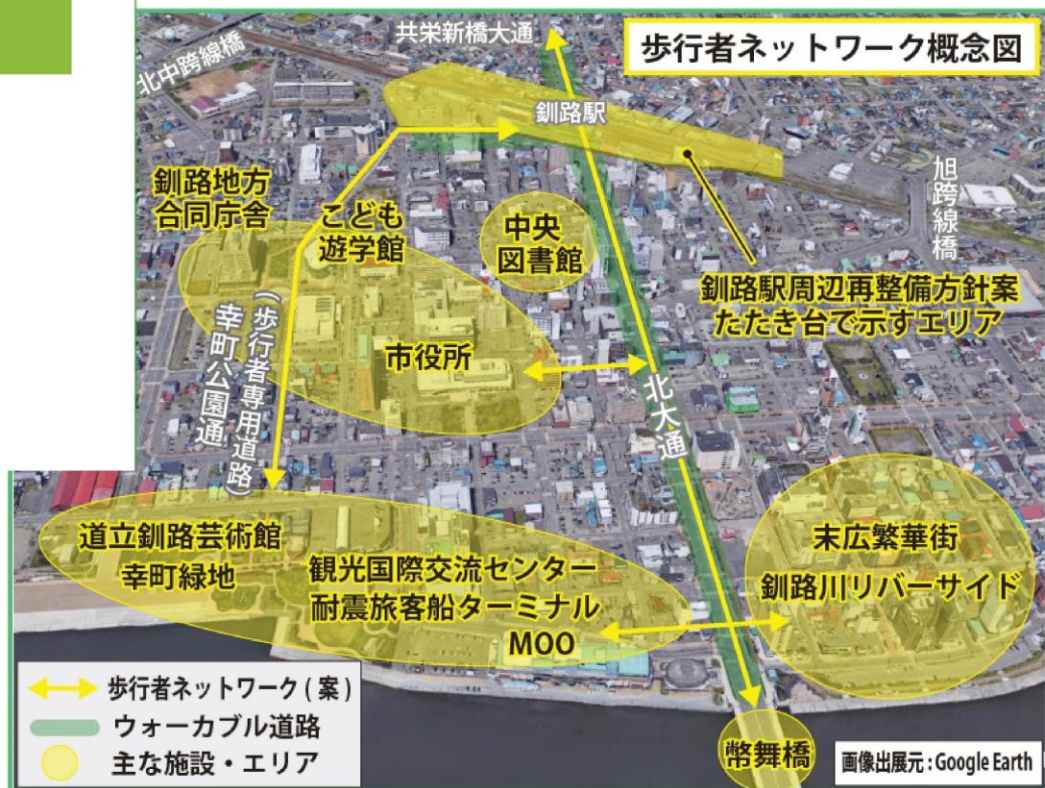 歩行者ネットワーク概念図
共栄新橋大通
北中跨線橋
釧路駅
旭跨線橋
釧路地方
合同庁舎
こども
遊学館
中央
図書館
釧路駅周辺再整備方針案
たたき台で示すエリア
市役所
幸町公園通
(歩行者専用道路)
北大通
道立釧路芸術館
幸町緑地
観光国際交流センター
耐震旅客船ターミナル
MOO
末広繁華街
釧路川リバーサイド
幣舞橋
歩行者ネットワーク(案)
ウォーカブル道路
主な施設・エリア
画像出展元:Google Earth